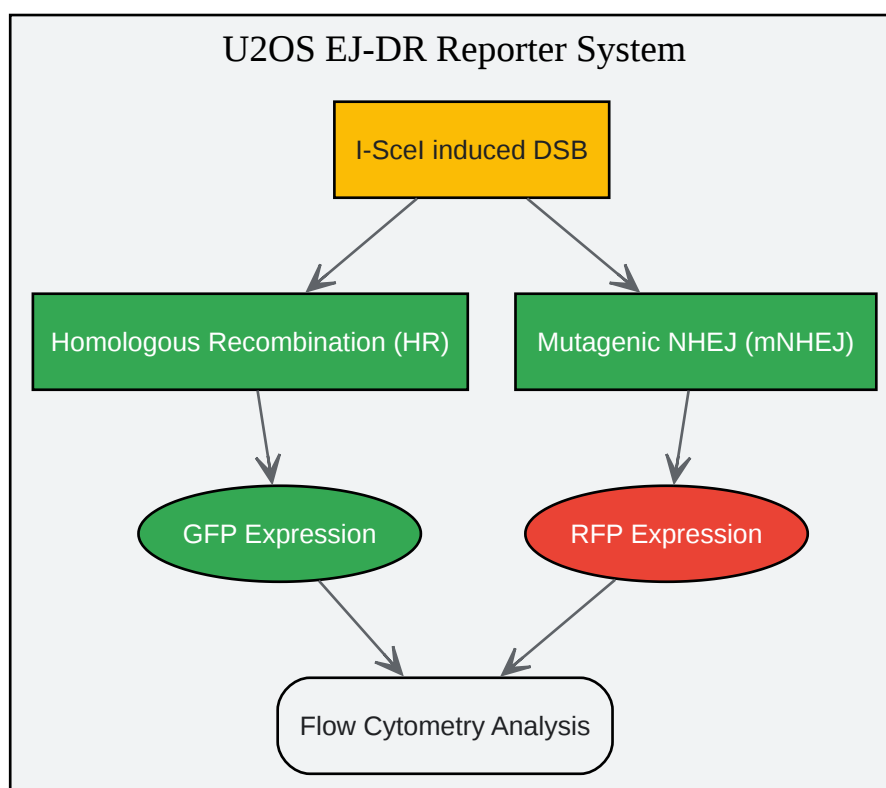 U2OS EJ-DR Reporter System
I-SceI induced DSB
Homologous Recombination (HR)
Mutagenic NHEJ (mNHEJ)
GFP Expression
RFP Expression
Flow Cytometry Analysis